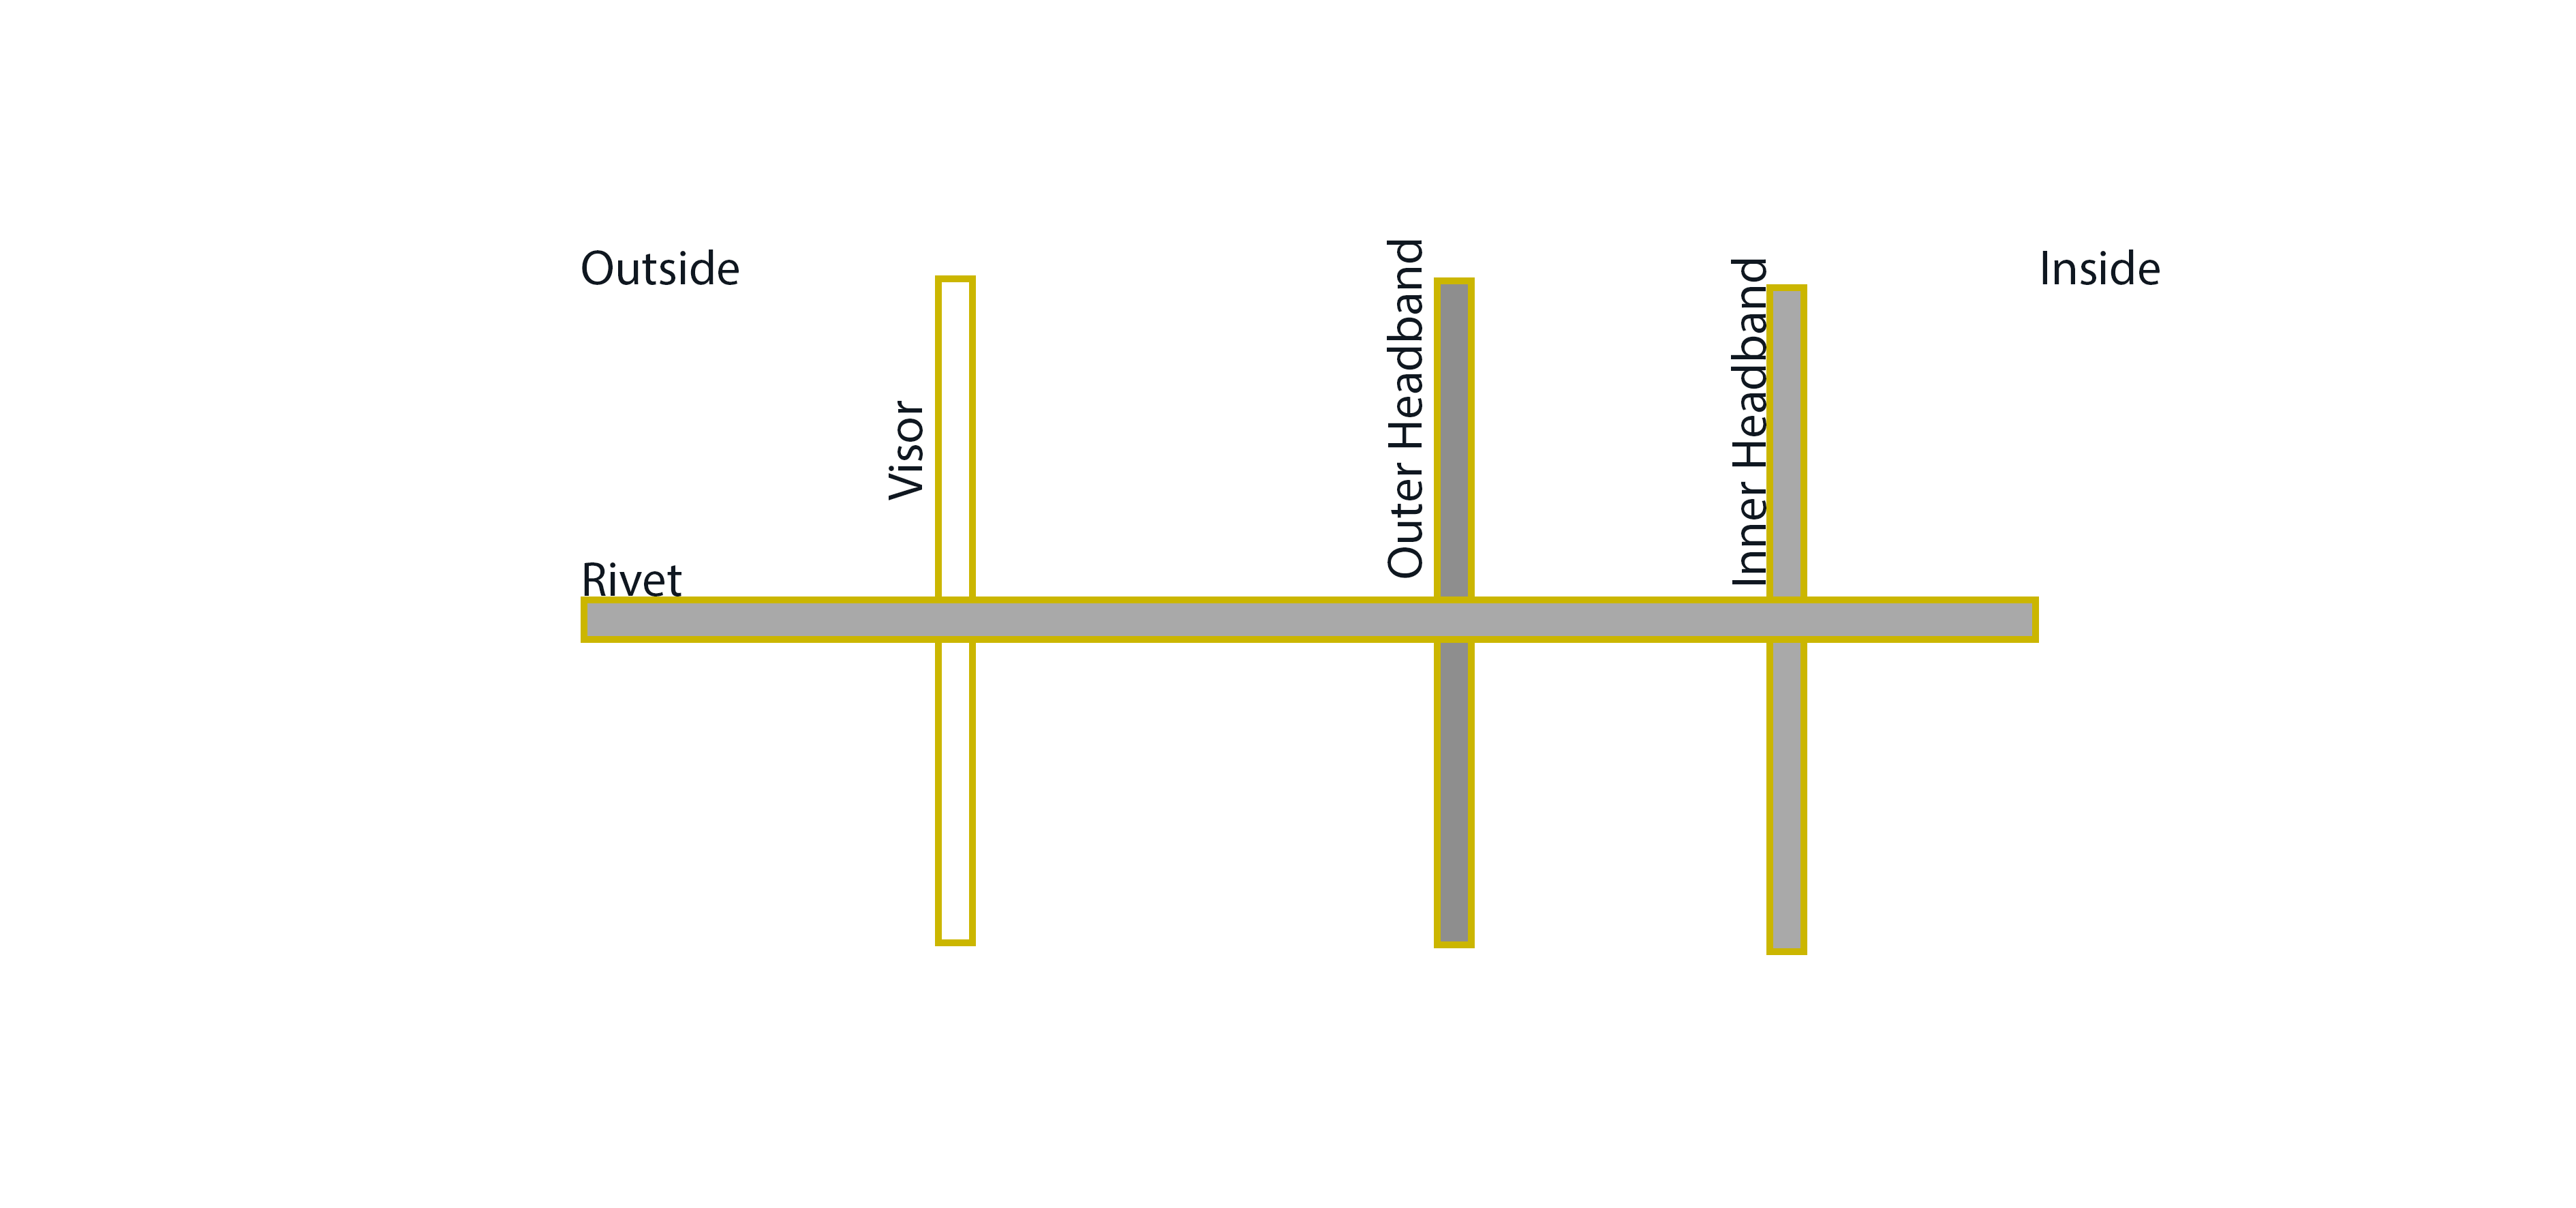 Outside
Inside
Visor
Outer Headband
Inner Headband
Rivet